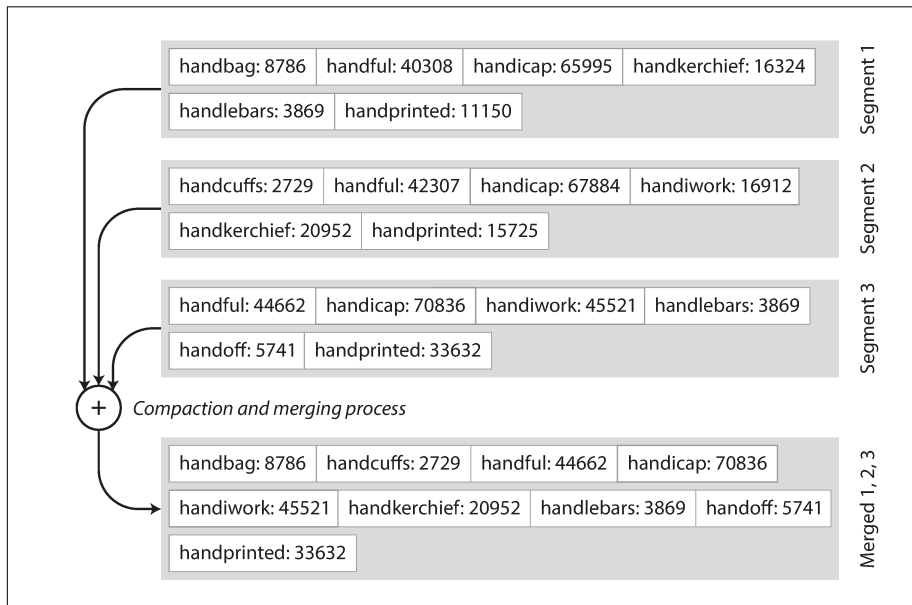 handbag: 8786 handful: 40308 handicap: 65995 handkerchief: 16324
handlebars: 3869 handprinted: 11150
Segment 1
handcuffs: 2729 handful: 42307 handicap: 67884 handiwork: 16912
handkerchief: 20952 handprinted: 15725
Segment 2
handful: 44662 handicap: 70836 handiwork: 45521 handlebars: 3869
handoff: 5741 handprinted: 33632
Segment 3
+ Compaction and merging process
handbag: 8786 handcuffs: 2729 handful: 44662 handicap: 70836
handiwork: 45521 handkerchief: 20952 handlebars: 3869 handoff: 5741
handprinted: 33632
Merged 1, 2, 3